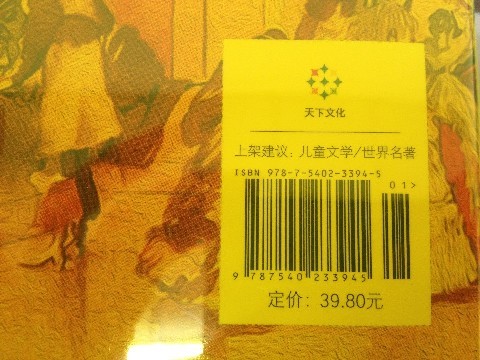 天下文化
上架建议：儿童文学/世界名著
ISBN 978-7-5402-3394-5
01>
9 787540 233945
定价：39.80元